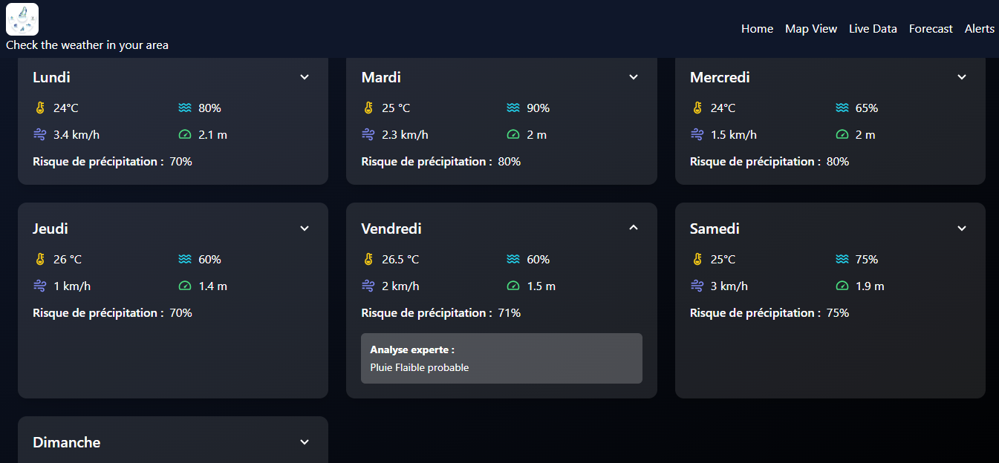 Check the weather in your area
Home Map View Live Data Forecast Alerts
Lundi
24°C 80%
3.4 km/h 2.1 m
Risque de précipitation : 70%
Mardi
25 °C 90%
2.3 km/h 2 m
Risque de précipitation : 80%
Mercredi
24°C 65%
1.5 km/h 2 m
Risque de précipitation : 80%
Jeudi
26 °C 60%
1 km/h 1.4 m
Risque de précipitation : 70%
Vendredi
26.5 °C 60%
2 km/h 1.5 m
Risque de précipitation : 71%
Analyse experte :
Pluie Flaible probable
Samedi
25°C 75%
3 km/h 1.9 m
Risque de précipitation : 75%
Dimanche